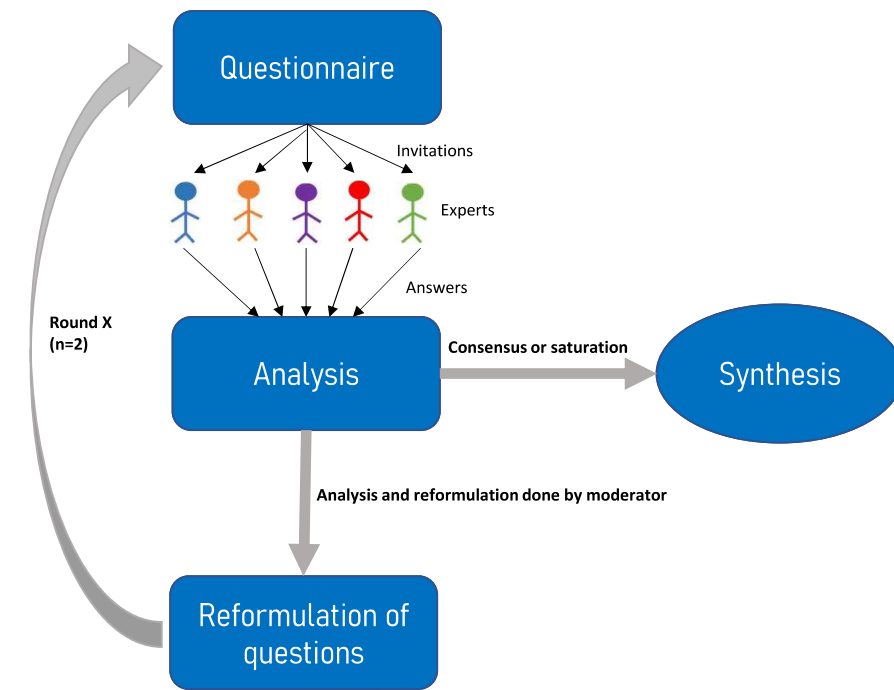 Questionnaire
Invitations
Experts
Answers
Round X
(n=2)
Analysis
Consensus or saturation
Synthesis
Analysis and reformulation done by moderator
Reformulation of
questions